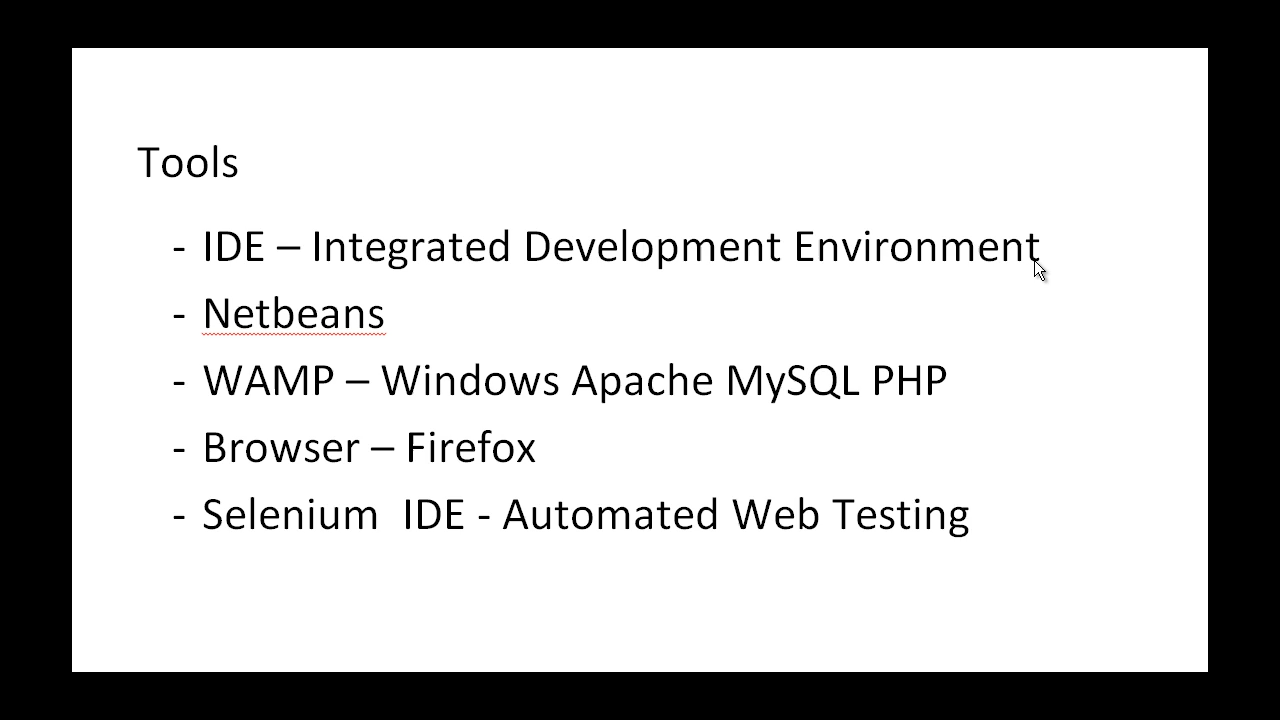 Tools
- IDE – Integrated Development Environment
- Netbeans
- WAMP – Windows Apache MySQL PHP
- Browser – Firefox
- Selenium  IDE - Automated Web Testing